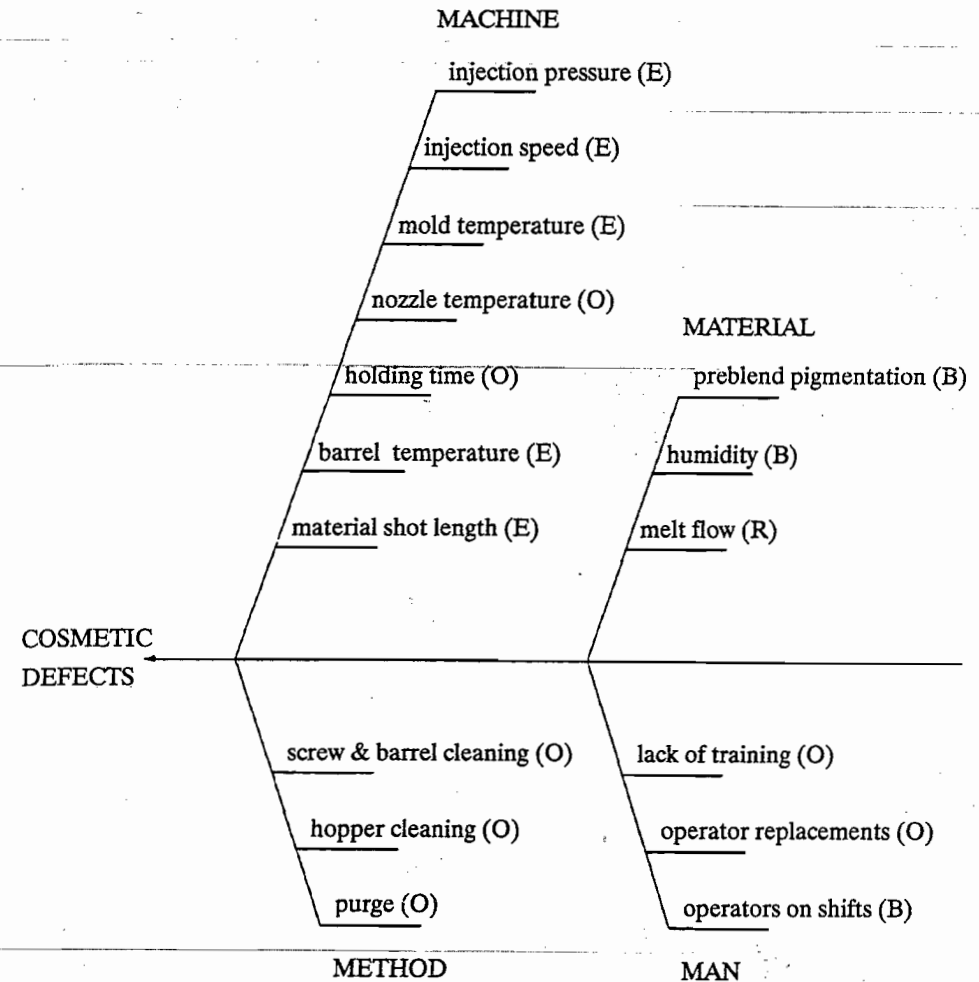 MACHINE
injection pressure (E)
injection speed (E)
mold temperature (E)
nozzle temperature (O)
holding time (O)
barrel temperature (E)
material shot length (E)
MATERIAL
preblend pigmentation (B)
humidity (B)
melt flow (R)
COSMETIC
DEFECTS
screw & barrel cleaning (O)
hopper cleaning (O)
purge (O)
METHOD
lack of training (O)
operator replacements (O)
operators on shifts (B)
MAN